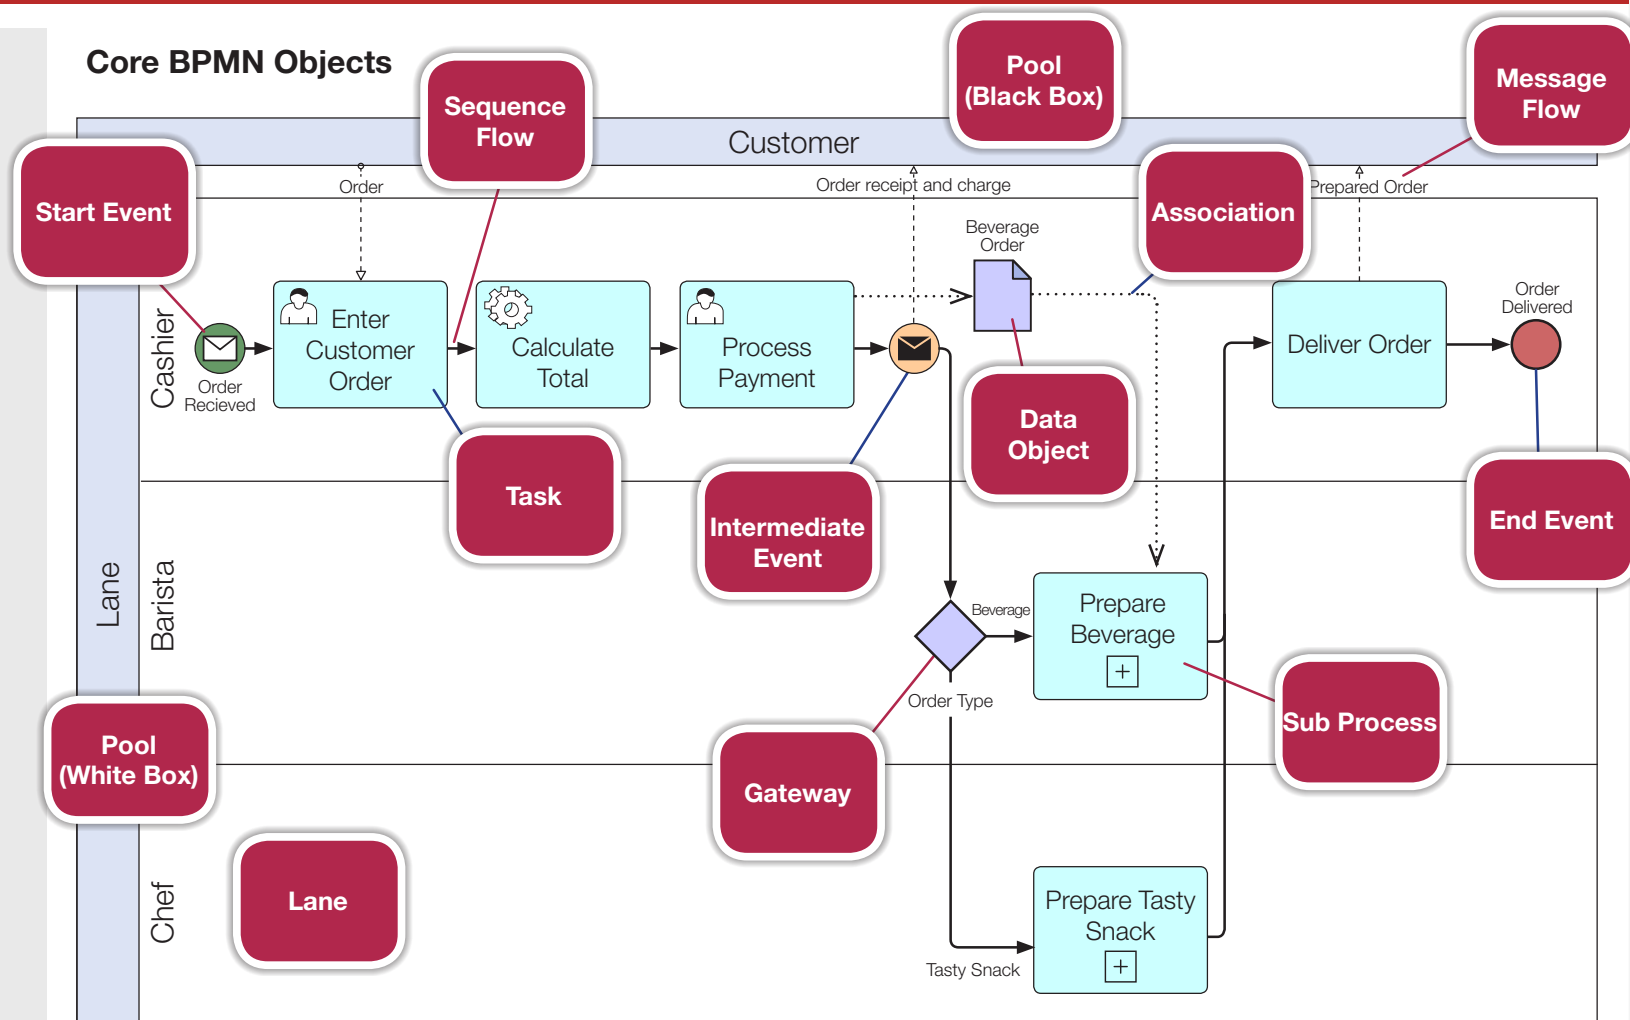 Core BPMN Objects
Pool
(Black Box)
Message
Flow
Sequence
Flow
Customer
Start Event
Order
Order receipt and charge
Association
Prepared Order
Beverage
Order
Cashier
Order
Recieved
Enter
Customer
Order
Calculate
Total
Process
Payment
Deliver Order
Order
Delivered
Data
Object
Task
Intermediate
Event
End Event
Lane
Barista
Beverage
Prepare
Beverage
+
Order Type
Sub Process
Pool
(White Box)
Gateway
Chef
Lane
Prepare Tasty
Snack
+
Tasty Snack